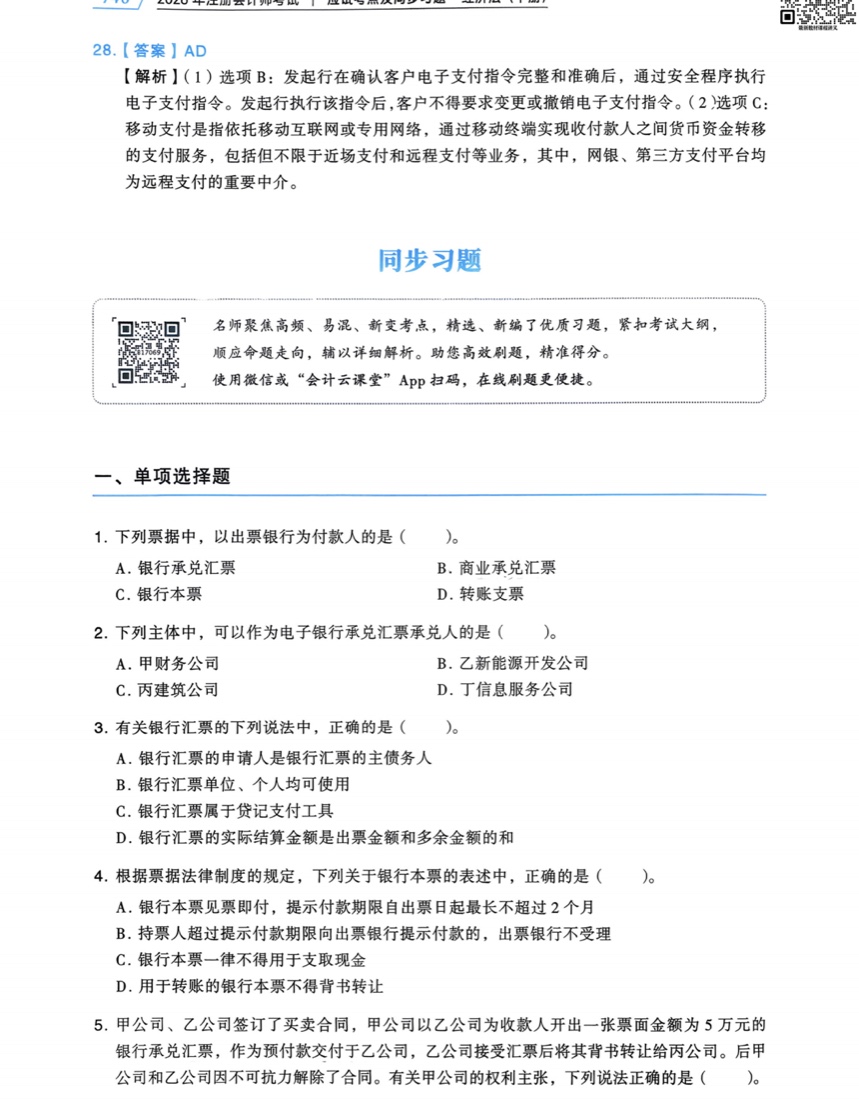 28.【答案】AD
【解析】(1) 选项 B：发起行在确认客户电子支付指令完整和准确后，通过安全程序执行
电子支付指令。发起行执行该指令后，客户不得要求变更或撤销电子支付指令。(2)选项 C：
移动支付是指依托移动互联网或专用网络，通过移动终端实现收付款人之间货币资金转移
的支付服务，包括但不限于近场支付和远程支付等业务，其中，网银、第三方支付平台均
为远程支付的重要中介。
同步习题
名师聚焦高频、易混、新变考点，精选、新编了优质习题，紧扣考试大纲，
顺应命题走向，辅以详细解析。助您高效刷题，精准得分。
使用微信或“会计云课堂”App 扫码，在线刷题更便捷。
一、单项选择题
1. 下列票据中，以出票银行为付款人的是（　　）。
A. 银行承兑汇票　　B. 商业承兑汇票
C. 银行本票　　D. 转账支票
2. 下列主体中，可以作为电子银行承兑汇票承兑人的是（　　）。
A. 甲财务公司　　B. 乙新能源开发公司
C. 丙建筑公司　　D. 丁信息服务公司
3. 有关银行汇票的下列说法中，正确的是（　　）。
A. 银行汇票的申请人是银行汇票的主债务人
B. 银行汇票单位、个人均可使用
C. 银行汇票属于贷记支付工具
D. 银行汇票的实际结算金额是出票金额和多余金额的和
4. 根据票据法律制度的规定，下列关于银行本票的表述中，正确的是（　　）。
A. 银行本票见票即付，提示付款期限自出票日起最长不超过 2 个月
B. 持票人超过提示付款期限向出票银行提示付款的，出票银行不受理
C. 银行本票一律不得用于支取现金
D. 用于转账的银行本票不得背书转让
5. 甲公司、乙公司签订了买卖合同，甲公司以乙公司为收款人开出一张票面金额为 5 万元的
银行承兑汇票，作为预付款交付于乙公司，乙公司接受汇票后将其背书转让给丙公司。后甲
公司和乙公司因不可抗力解除了合同。有关甲公司的权利主张，下列说法正确的是（　　）。